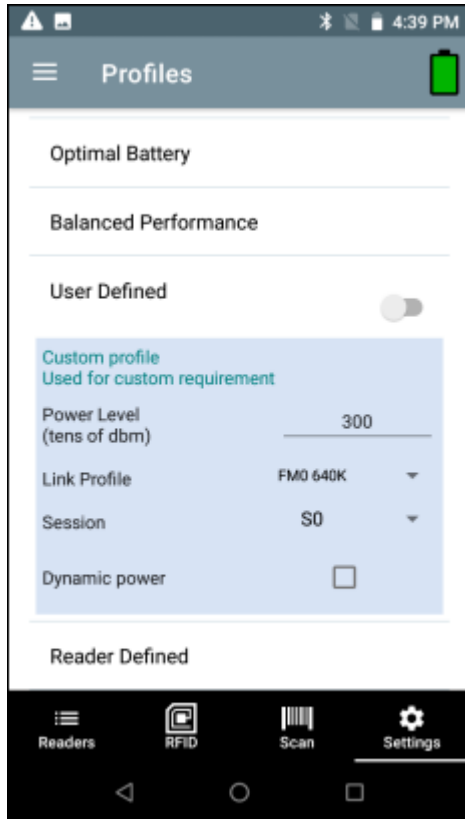 4:39 PM
Profiles
Optimal Battery
Balanced Performance
User Defined
Custom profile
Used for custom requirement
Power Level
(tens of dbm)
300
Link Profile
FM0 640K
Session
S0
Dynamic power
Reader Defined
Readers
RFID
Scan
Settings